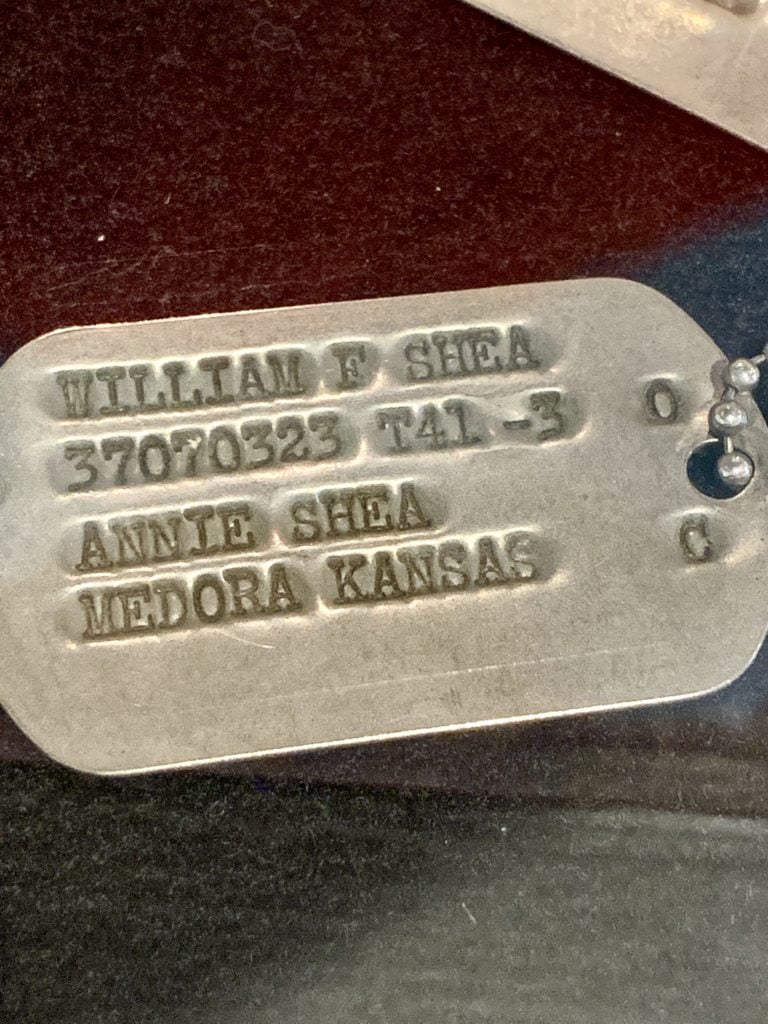 WILLIAM F SHEA
37070323 T41 -3 O
ANNIE SHEA
MEDORA KANSAS C